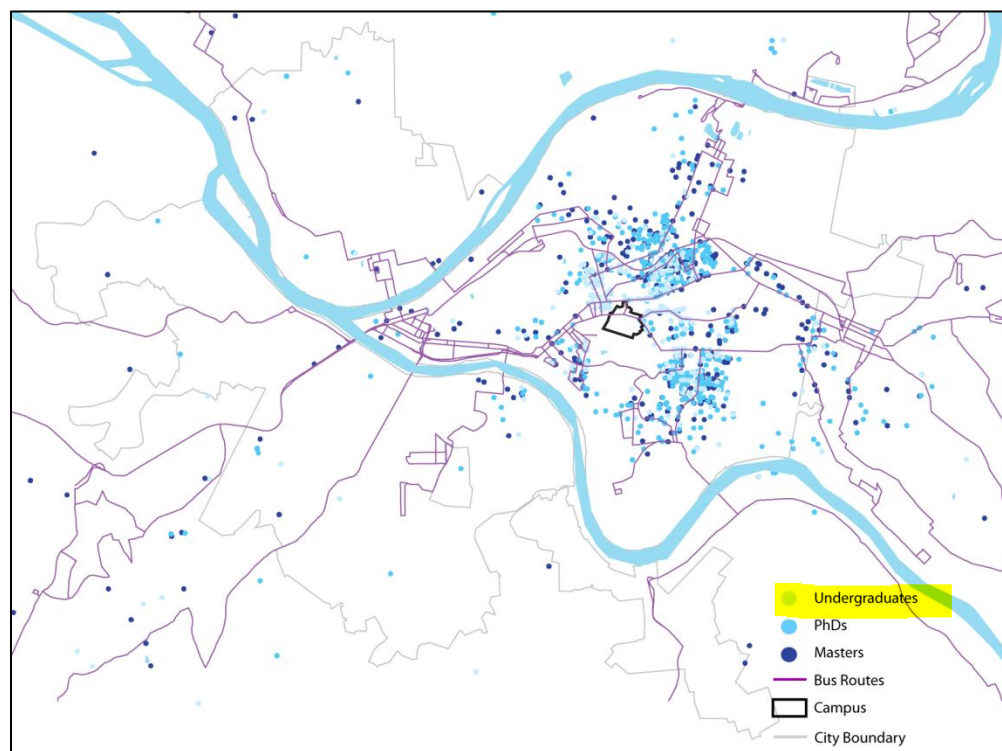 Undergraduates
PhDs
Masters
Bus Routes
Campus
City Boundary